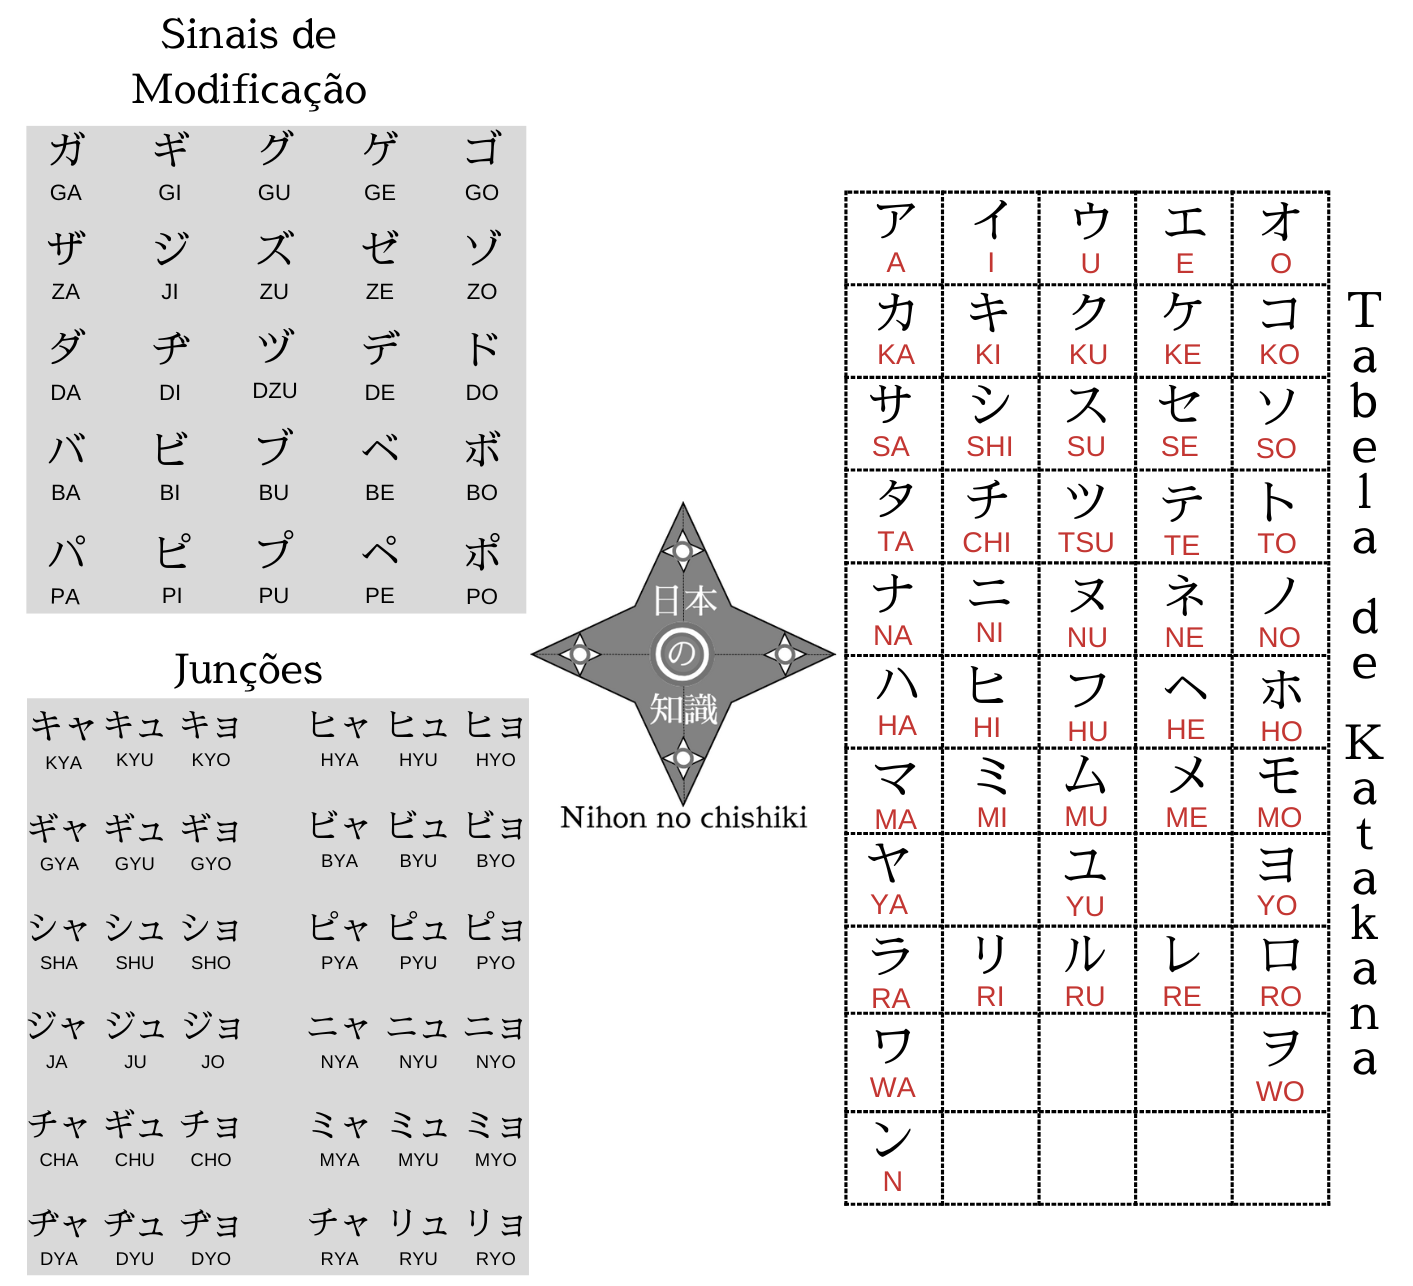 Sinais de
Modificação
ガ ギ グ ゲ ゴ
GA GI GU GE GO
ザ ジ ズ ゼ ゾ
ZA JI ZU ZE ZO
ダ ヂ ヅ デ ド
DA DI DZU DE DO
バ ビ ブ ベ ボ
BA BI BU BE BO
パ ピ プ ペ ポ
PA PI PU PE PO
Junções
キャ キュ キョ ヒャ ヒュ ヒョ
KYA KYU KYO HYA HYU HYO
ギャ ギュ ギョ ビャ ビュ ビョ
GYA GYU GYO BYA BYU BYO
シャ シュ ショ ピャ ピュ ピョ
SHA SHU SHO PYA PYU PYO
ジャ ジュ ジョ ニャ ニュ ニョ
JA JU JO NYA NYU NYO
チャ ギュ チョ ミャ ミュ ミョ
CHA CHU CHO MYA MYU MYO
ヂャ ヂュ ヂョ チャ リュ リョ
DYA DYU DYO RYA RYU RYO
日本
の
知識
Nihon no chishiki
ア イ ウ エ オ
A I U E O
カ キ ク ケ コ
KA KI KU KE KO
サ シ ス セ ソ
SA SHI SU SE SO
タ チ ツ テ ト
TA CHI TSU TE TO
ナ ニ ヌ ネ ノ
NA NI NU NE NO
ハ ヒ フ ヘ ホ
HA HI HU HE HO
マ ミ ム メ モ
MA MI MU ME MO
ヤ ユ ヨ
YA YU YO
ラ リ ル レ ロ
RA RI RU RE RO
ワ ヲ
WA WO
ン
N
Tabela de Katakana